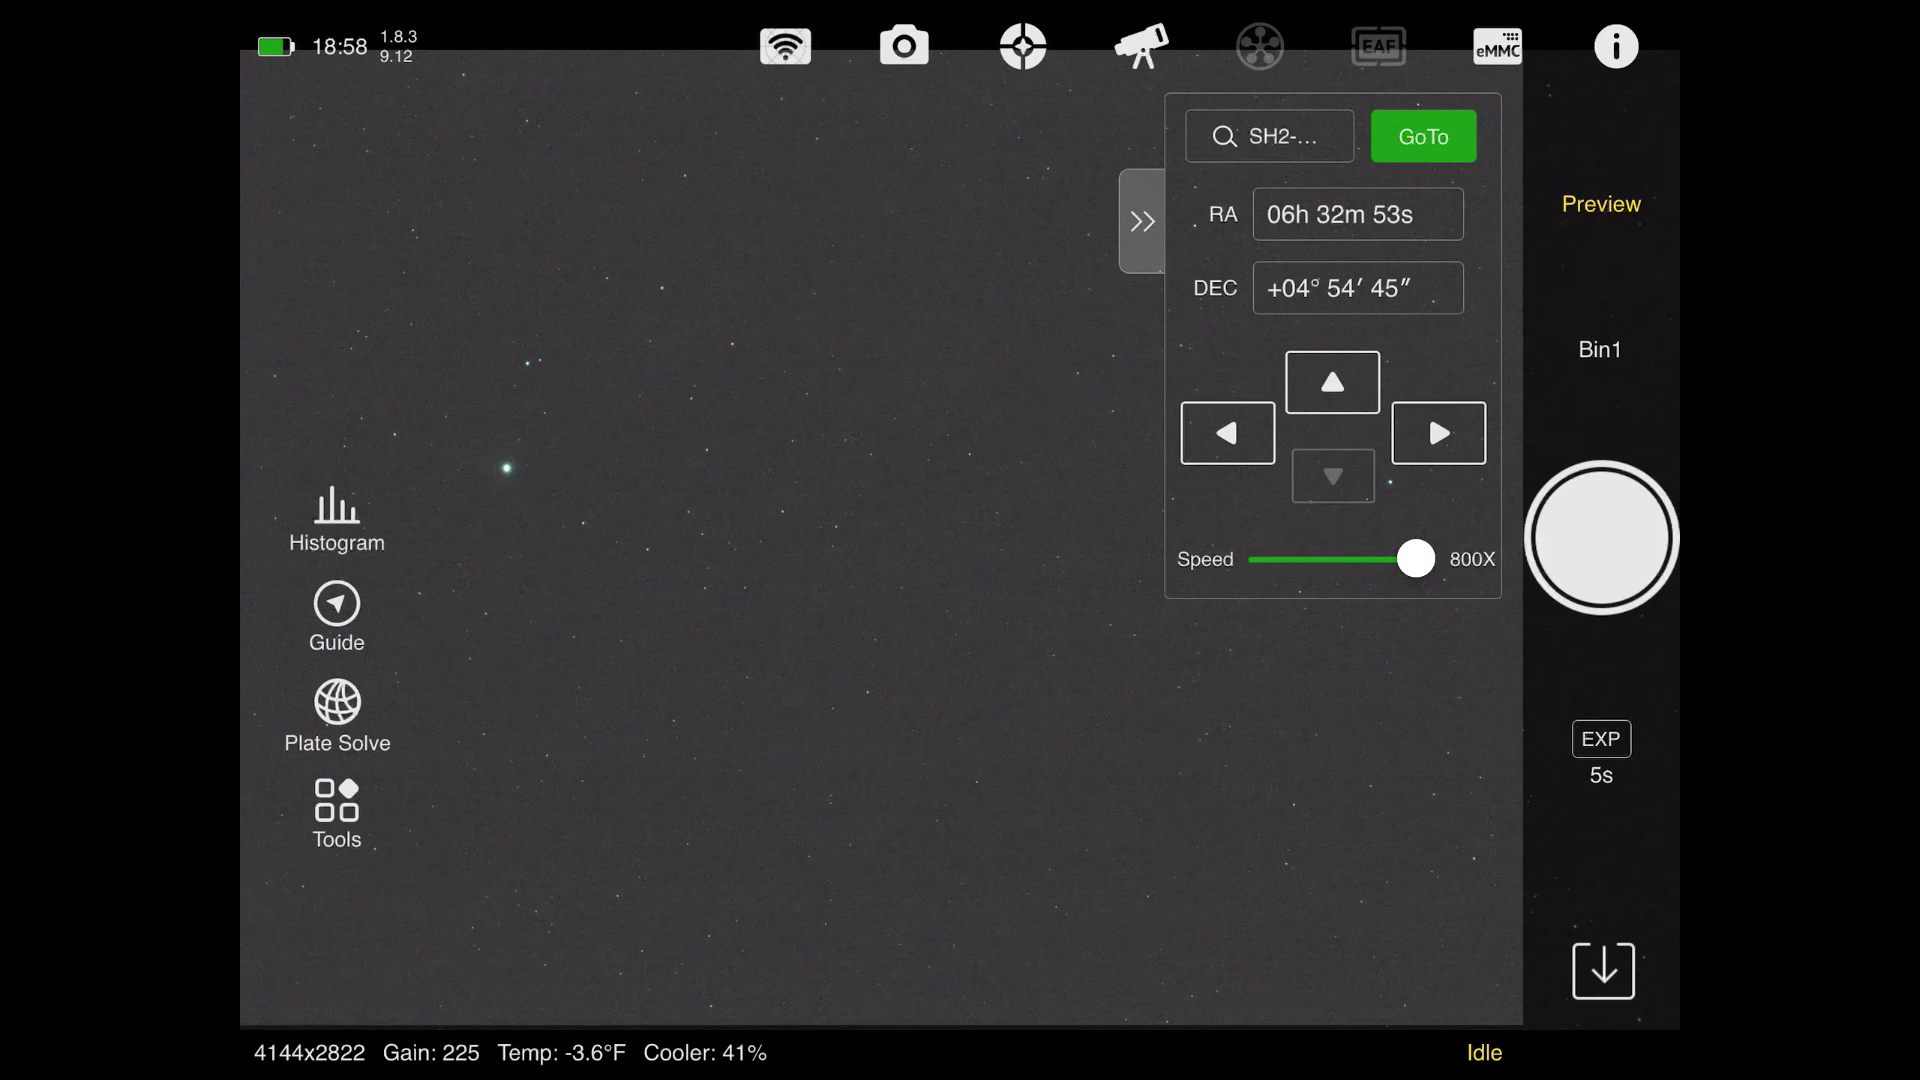 18:58
1.8.3
9.12
EAF
eMMC
SH2-...
GoTo
RA 06h 32m 53s
DEC +04° 54′ 45″
Speed 800X
Preview
Bin1
EXP
5s
Histogram
Guide
Plate Solve
Tools
4144x2822 Gain: 225 Temp: -3.6°F Cooler: 41% Idle